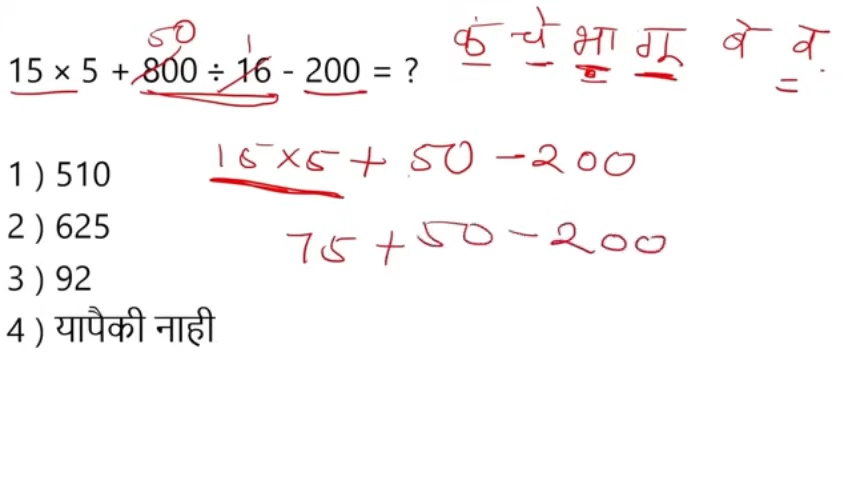 50 1 कं चे भा गू बे व
15 × 5 + 800 ÷ 16 - 200 = ?
15 × 5 + 50 - 200
1 ) 510
2 ) 625
75 + 50 - 200
3 ) 92
4 ) यापैकी नाही